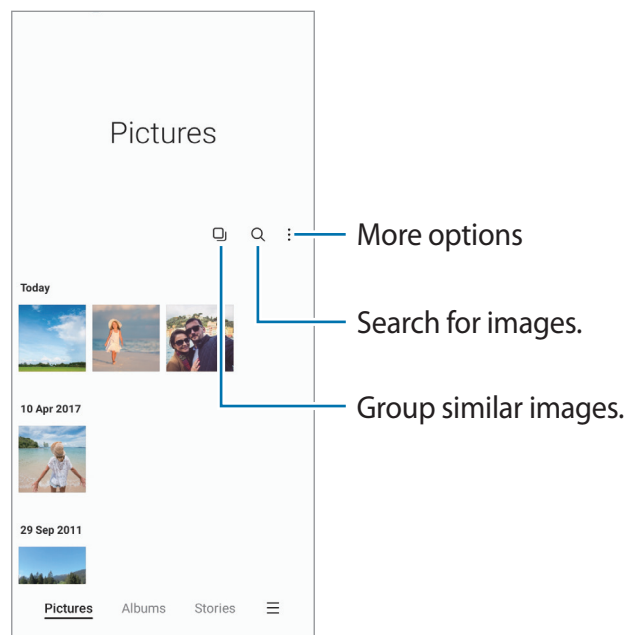 Pictures
More options
Today
Search for images.
Group similar images.
10 Apr 2017
29 Sep 2011
Pictures Albums Stories